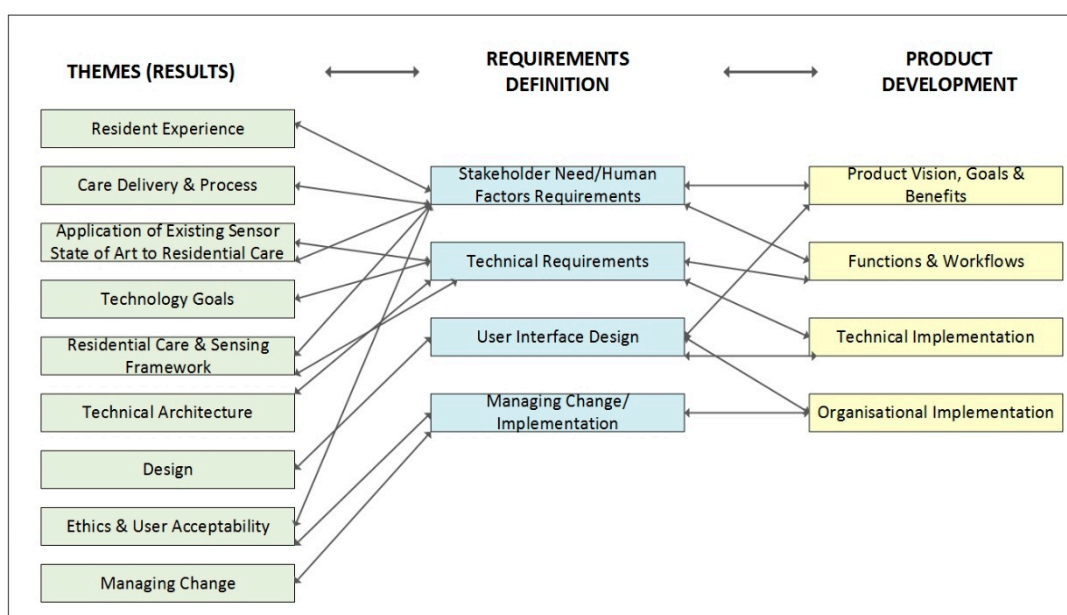 THEMES (RESULTS)
REQUIREMENTS
DEFINITION
PRODUCT
DEVELOPMENT
Resident Experience
Care Delivery & Process
Application of Existing Sensor
State of Art to Residential Care
Technology Goals
Residential Care & Sensing
Framework
Technical Architecture
Design
Ethics & User Acceptability
Managing Change
Stakeholder Need/Human
Factors Requirements
Technical Requirements
User Interface Design
Managing Change/
Implementation
Product Vision, Goals &
Benefits
Functions & Workflows
Technical Implementation
Organisational Implementation